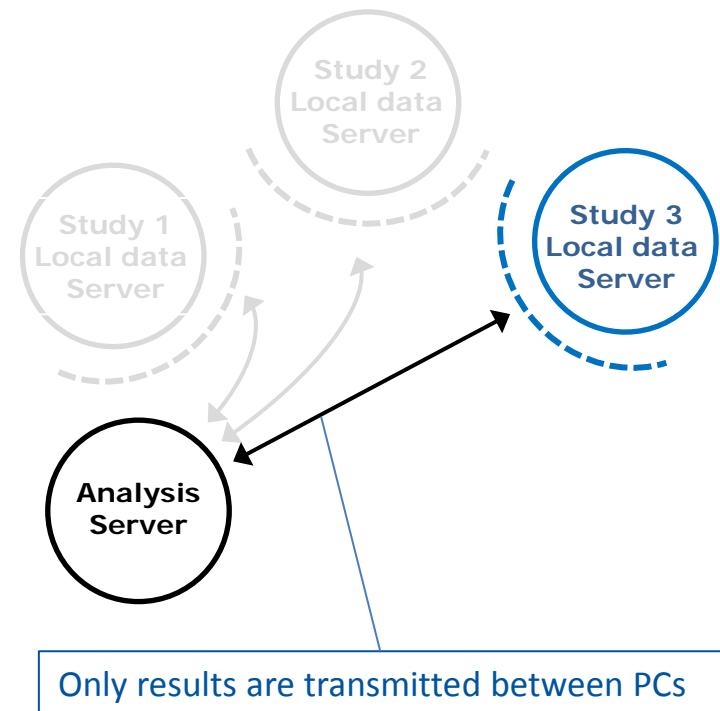 Study 2
Local data
Server
Study 1
Local data
Server
Study 3
Local data
Server
Analysis
Server
Only results are transmitted between PCs